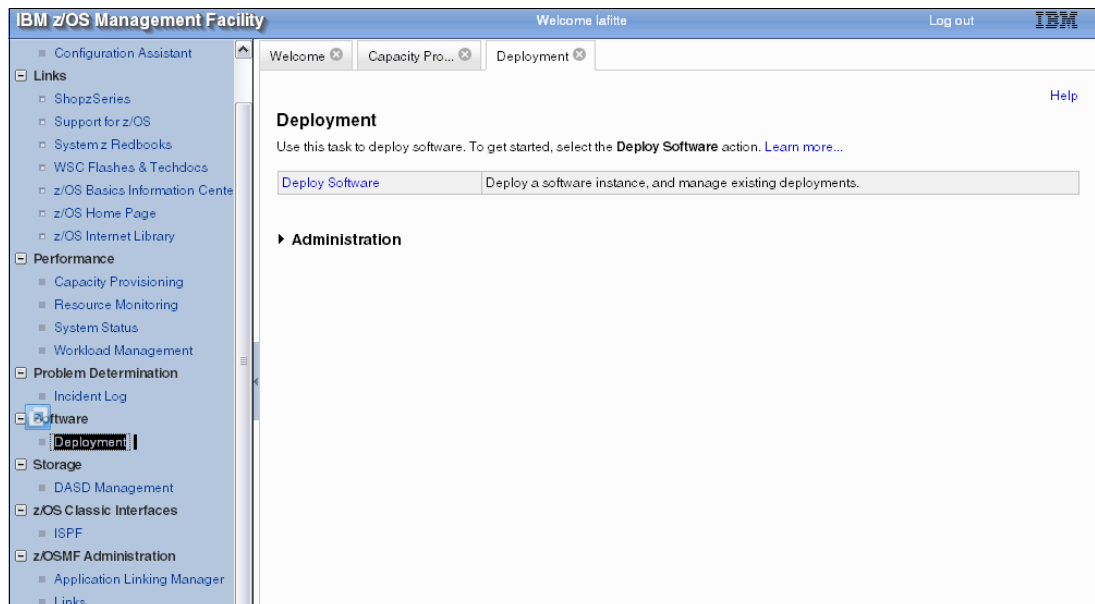 IBM z/OS Management Facility
Welcome lafitte
Log out
IBM
Configuration Assistant
Links
ShopzSeries
Support for z/OS
System z Redbooks
WSC Flashes & Techdocs
z/OS Basics Information Cente
z/OS Home Page
z/OS Internet Library
Performance
Capacity Provisioning
Resource Monitoring
System Status
Workload Management
Problem Determination
Incident Log
oftware
Deployment
Storage
DASD Management
z/OS Classic Interfaces
ISPF
z/OSMF Administration
Application Linking Manager
Links
Welcome
Capacity Pro...
Deployment
Help
Deployment
Use this task to deploy software. To get started, select the Deploy Software action. Learn more...
Deploy Software
Deploy a software instance, and manage existing deployments.
Administration